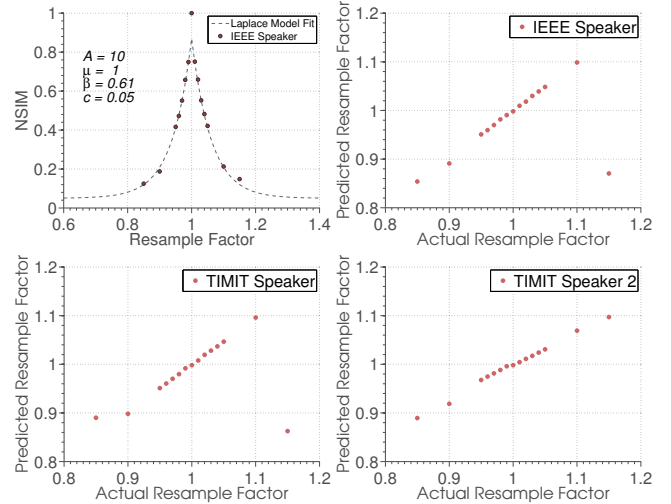 1
0.8
0.6
0.4
0.2
0
NSIM
A = 10
μ = 1
β = 0.61
c = 0.05
Laplace Model Fit
IEEE Speaker
0.6 0.8 1.0 1.2 1.4
Resample Factor
1.2
1.1
1
0.9
0.8
Predicted Resample Factor
IEEE Speaker
0.8 0.9 1 1.1 1.2
Actual Resample Factor
1.2
1.1
1
0.9
0.8
Predicted Resample Factor
TIMIT Speaker
0.8 0.9 1 1.1 1.2
Actual Resample Factor
1.2
1.1
1
0.9
0.8
Predicted Resample Factor
TIMIT Speaker 2
0.8 0.9 1 1.1 1.2
Actual Resample Factor